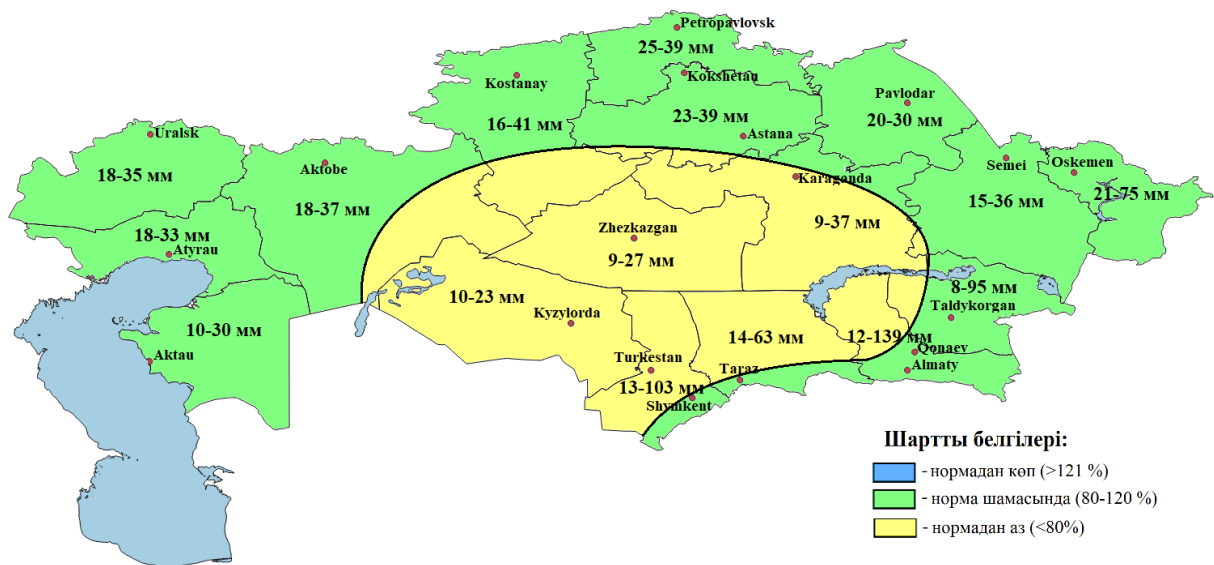 Petropavlovsk
25-39 мм
Kokshetau
Kostanay
Pavlodar
16-41 мм
23-39 мм
20-30 мм
Astana
Uralsk
Aktobe
Semei
Oskemen
18-35 мм
Karaganda
18-37 мм
15-36 мм
21-75 мм
9-37 мм
18-33 мм
Atyrau
Zhezkazgan
9-27 мм
8-95 мм
10-23 мм
Taldykorgan
10-30 мм
Kyzylorda
14-63 мм
12-139 мм
Qonaev
Aktau
Turkestan
Taraz
Almaty
13-103 мм
Shymkent
Шартты белгілері:
- нормадан көп (>121 %)
- норма шамасында (80-120 %)
- нормадан аз (<80%)